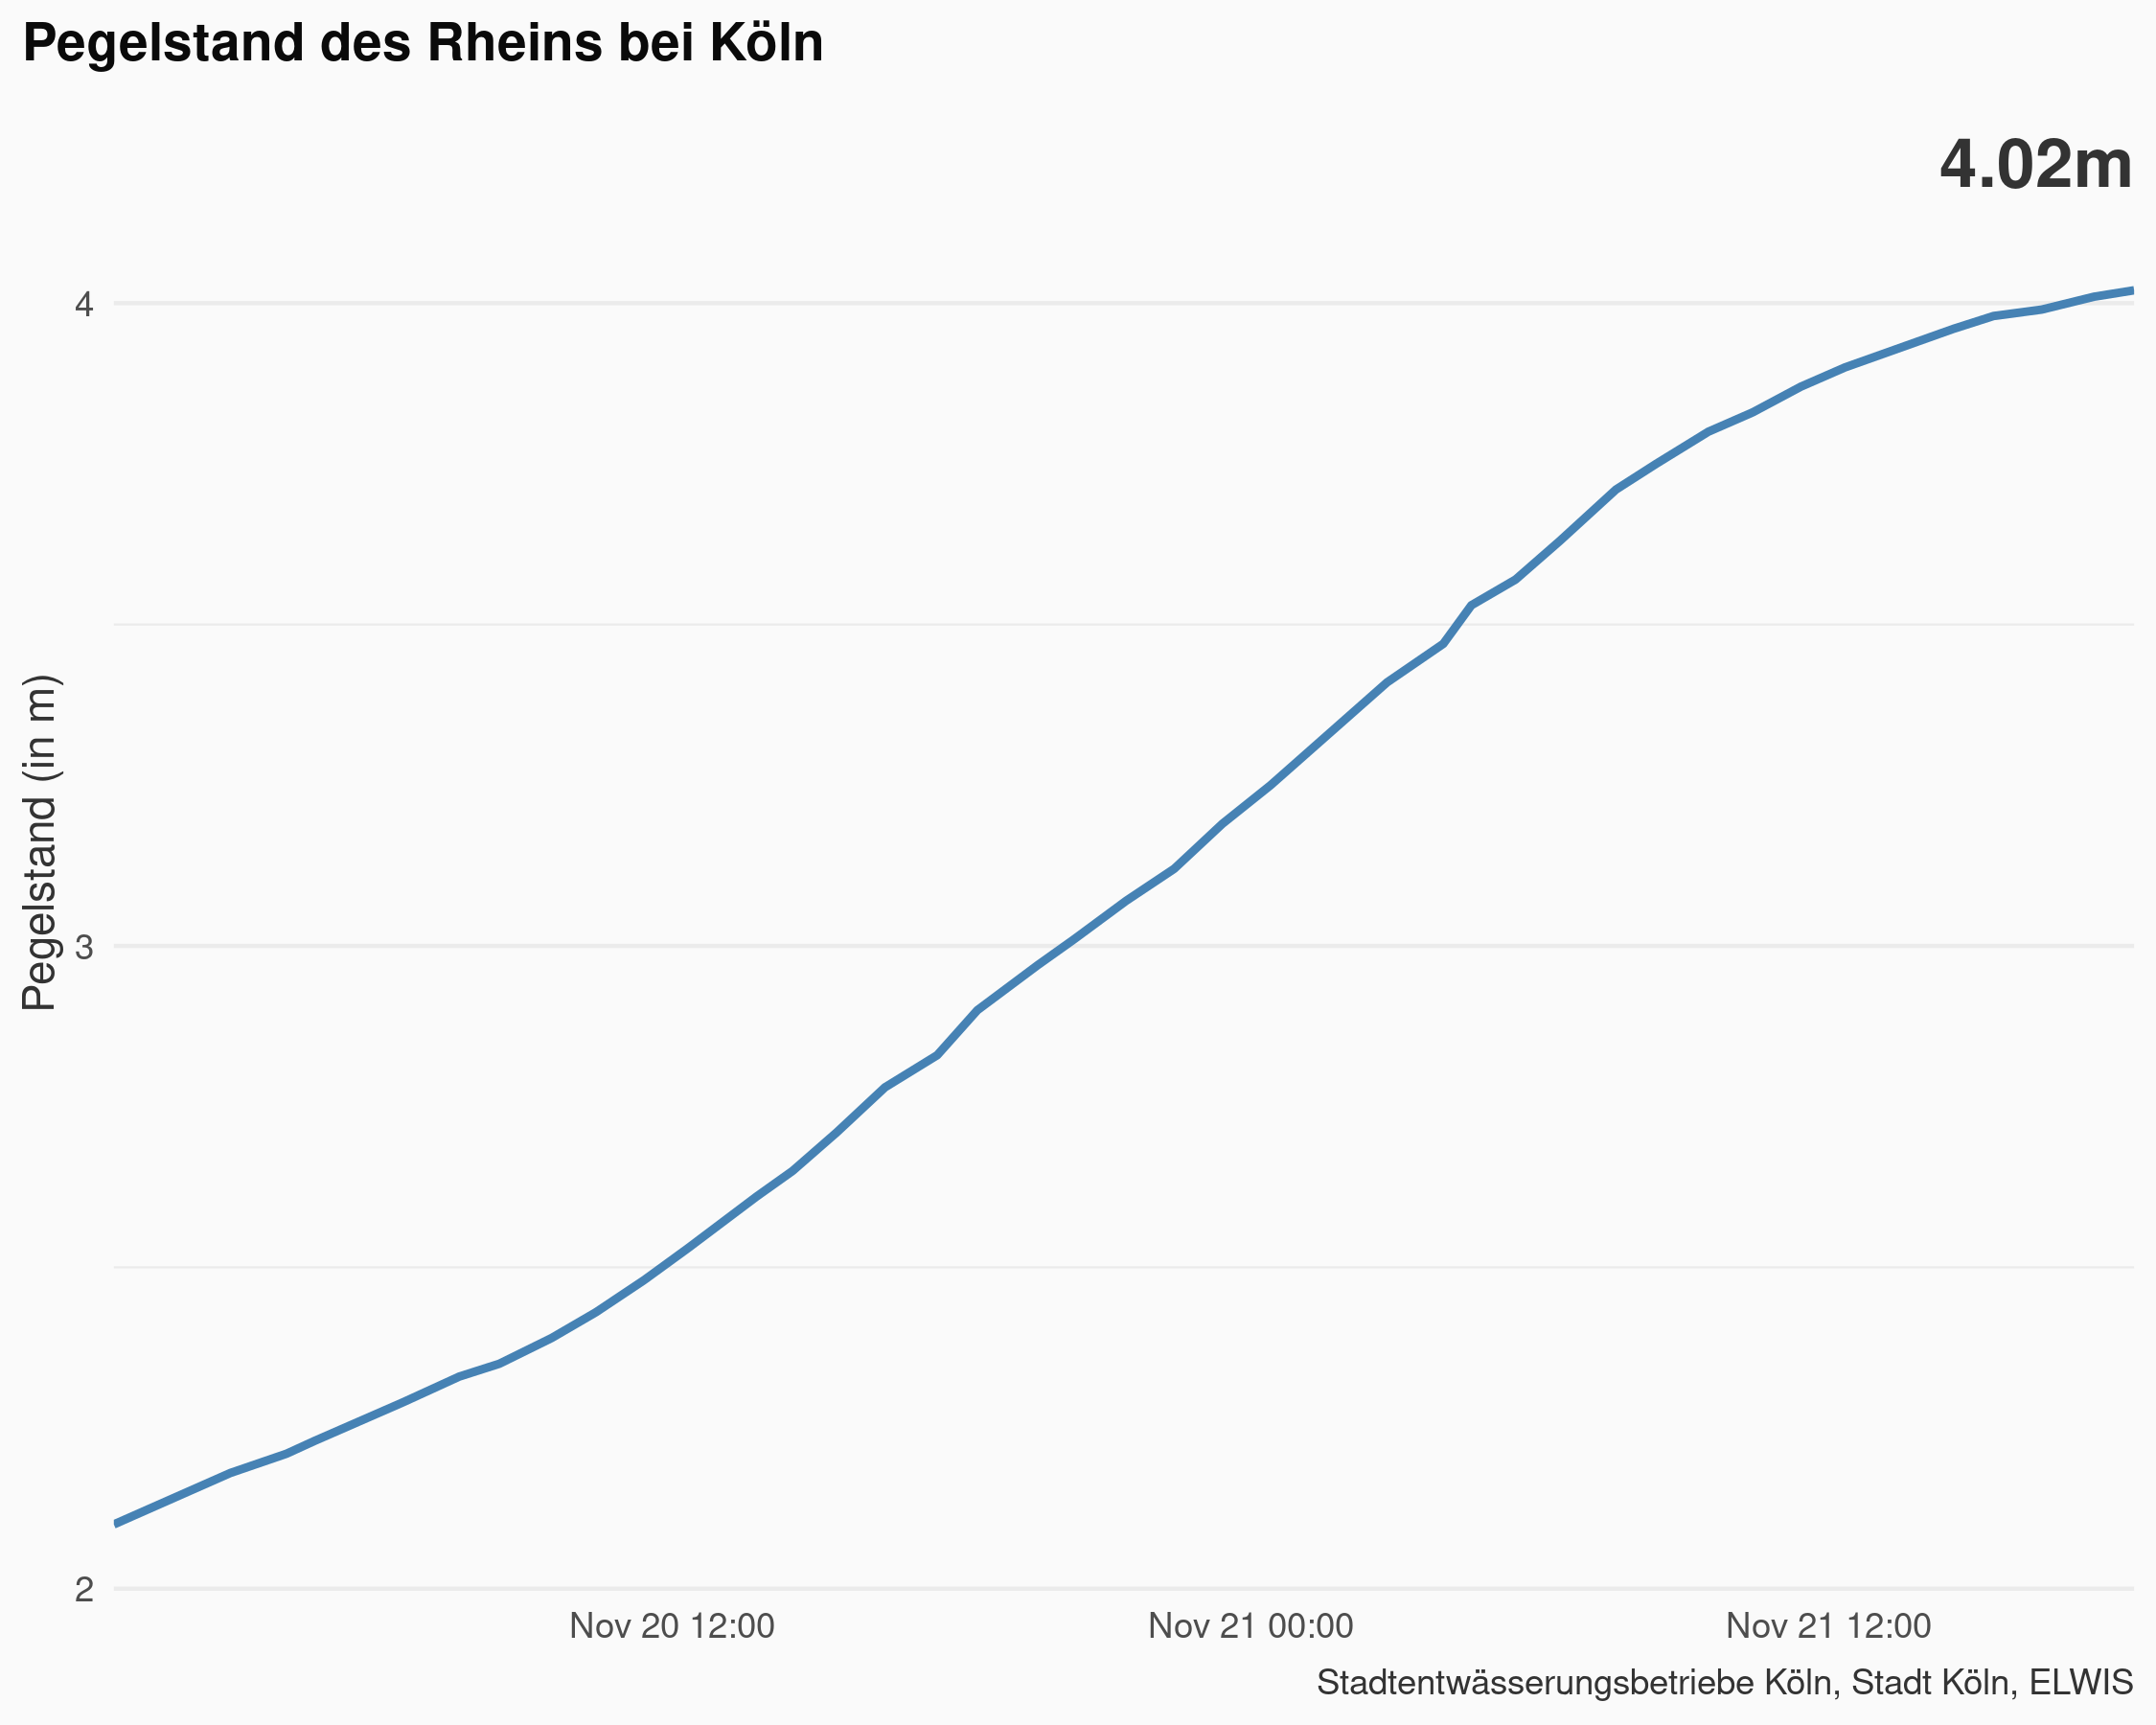 Pegelstand des Rheins bei Köln
4.02m
Pegelstand (in m)
4
3
2
Nov 20 12:00
Nov 21 00:00
Nov 21 12:00
Stadtentwässerungsbetriebe Köln, Stadt Köln, ELWIS